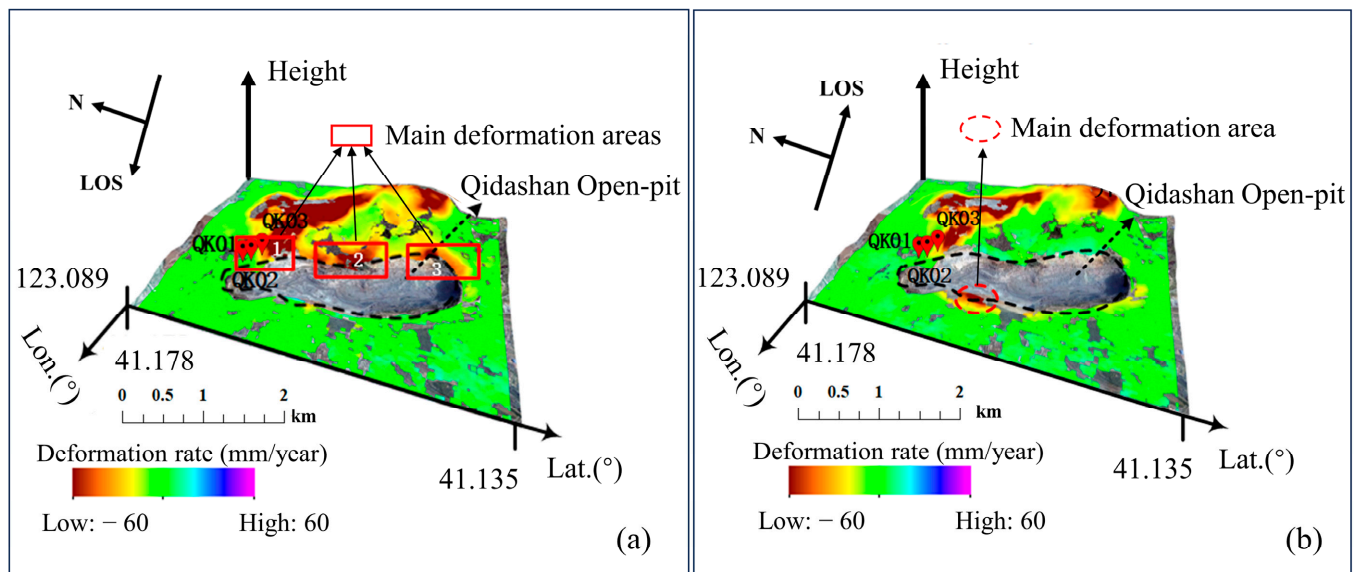 Height
N
LOS
Main deformation areas
Qidashan Open-pit
QK03
QK01
1
2
3
QK02
123.089
Lon.(°)
41.178
0 0.5 1 2
km
Deformation rate (mm/year)
Lat.(°)
41.135
Low: − 60 High: 60
(a)
Height
LOS
N
Main deformation area
Qidashan Open-pit
QK03
QK01
QK02
123.089
Lon.(°)
41.178
0 0.5 1 2
km
Deformation rate (mm/year)
Lat.(°)
41.135
Low: − 60 High: 60
(b)